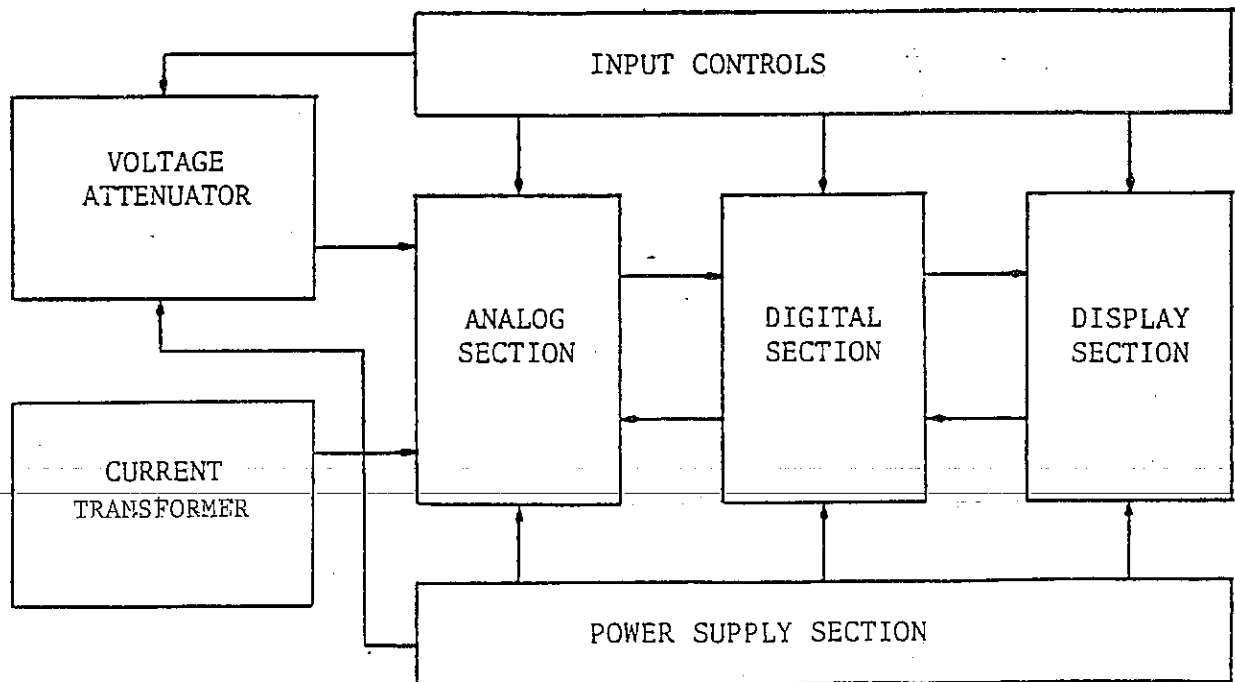 INPUT CONTROLS
VOLTAGE
ATTENUATOR
ANALOG
SECTION
DIGITAL
SECTION
DISPLAY
SECTION
CURRENT
TRANSFORMER
POWER SUPPLY SECTION